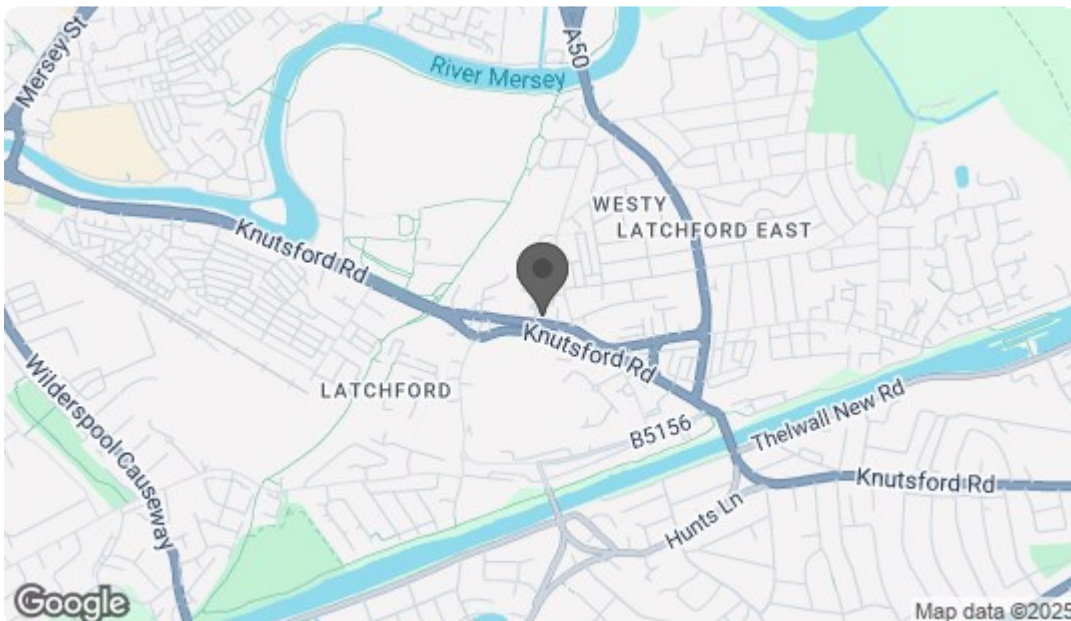 Mersey St
River Mersey
A50
WESTY
LATCHFORD EAST
Knutsford Rd
Knutsford Rd
LATCHFORD
Wilderspool Causeway
B5156
Thelwall New Rd
Knutsford Rd
Hunts Ln
Google
Map data ©2025